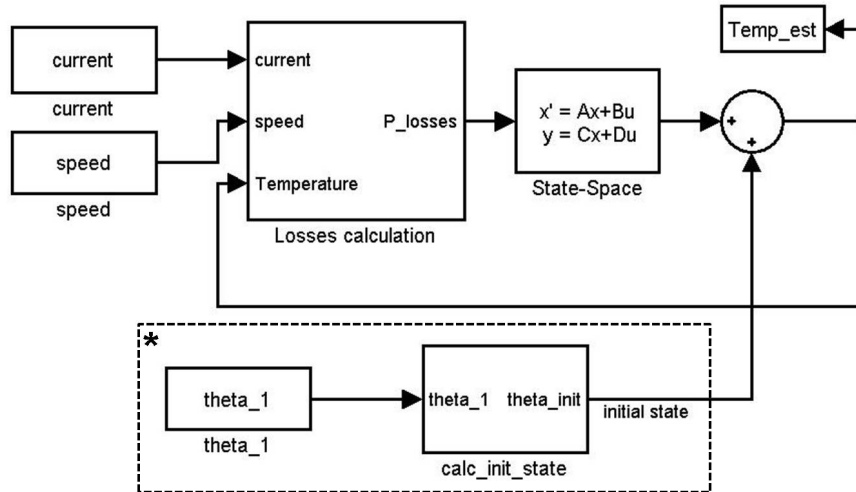 Temp_est
current
current
speed
speed
current
speed
Temperature
P_losses
Losses calculation
x' = Ax+Bu
y = Cx+Du
State-Space
+
+
*
theta_1
theta_1
theta_1
theta_init
calc_init_state
initial state